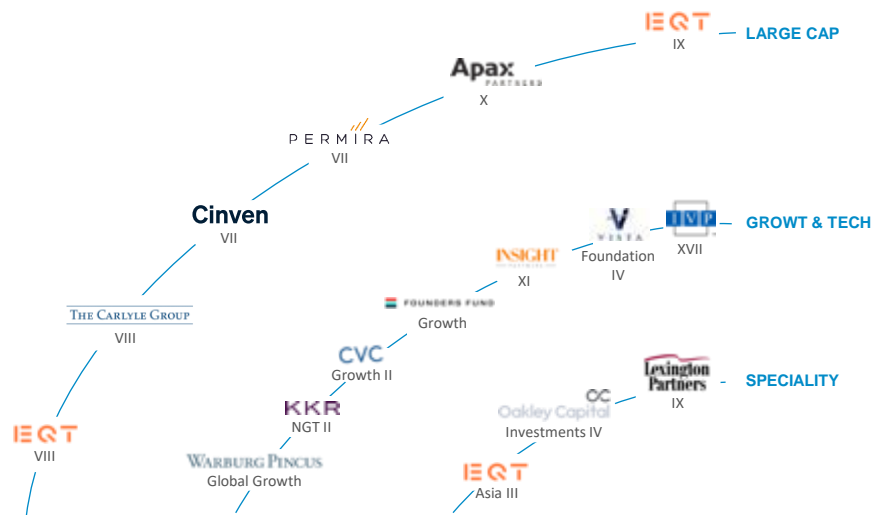 EQT
IX
LARGE CAP
Apax
PARTNERS
X
PERMIRA
VII
Cinven
VII
THE CARLYLE GROUP
VIII
EQT
VIII
IVP
XVII
GROWT & TECH
VISTA
Foundation
IV
INSIGHT
XI
FOUNDERS FUND
Growth
CVC
Growth II
KKR
NGT II
WARBURG PINCUS
Global Growth
Lexington
Partners
IX
SPECIALITY
Oakley Capital
Investments IV
EQT
Asia III